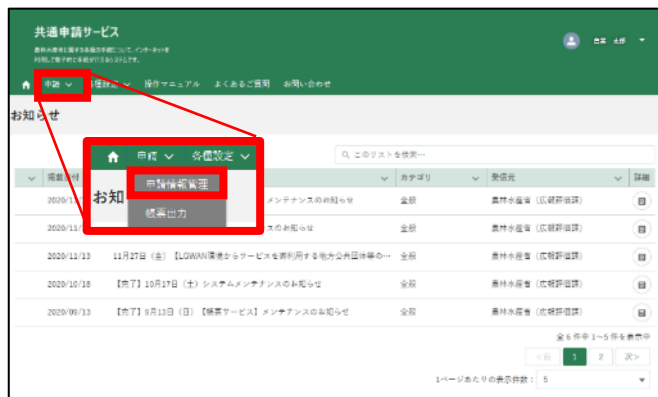 共通申請サービス
農林水産省に関する各種の手続について、インターネットを
利用して電子的に手続が行えるシステムです。
申請 各種設定 操作マニュアル よくあるご質問 お問い合わせ
お知らせ
申請 各種設定
申請情報管理
帳票出力
お知
このリストを検索…
掲載日付 カテゴリ 発信元 詳細
メンテナンスのお知らせ 全般 農林水産省（広報評価課）
スのお知らせ 全般 農林水産省（広報評価課）
2020/11/13 11月27日（金）【LGWAN環境からサービスを御利用する地方公共団体等の… 全般 農林水産省（広報評価課）
2020/10/18 【完了】10月17日（土）システムメンテナンスのお知らせ 全般 農林水産省（広報評価課）
2020/09/13 【完了】9月13日（日）【帳票サービス】メンテナンスのお知らせ 全般 農林水産省（広報評価課）
全6件中 1～5件を表示中
<前 1 2 次>
1ページあたりの表示件数： 5